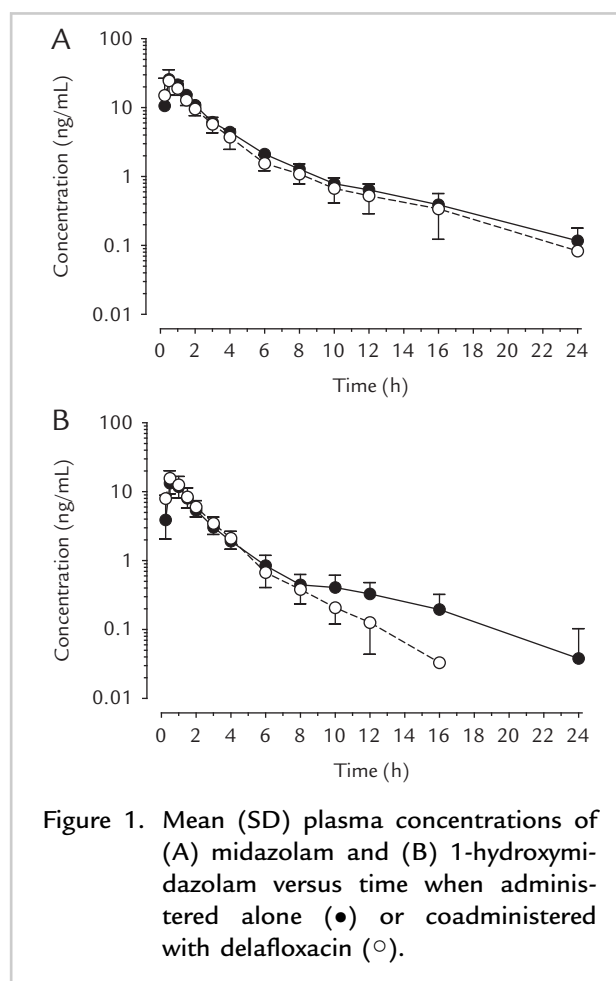 A
Concentration (ng/mL)
100
10
1
0.1
0.01
0 2 4 6 8 10 12 14 16 18 20 22 24
Time (h)
B
Concentration (ng/mL)
100
10
1
0.1
0.01
0 2 4 6 8 10 12 14 16 18 20 22 24
Time (h)
Figure 1. Mean (SD) plasma concentrations of
(A) midazolam and (B) 1-hydroxymi-
dazolam versus time when adminis-
tered alone (●) or coadministered
with delafloxacin (○).